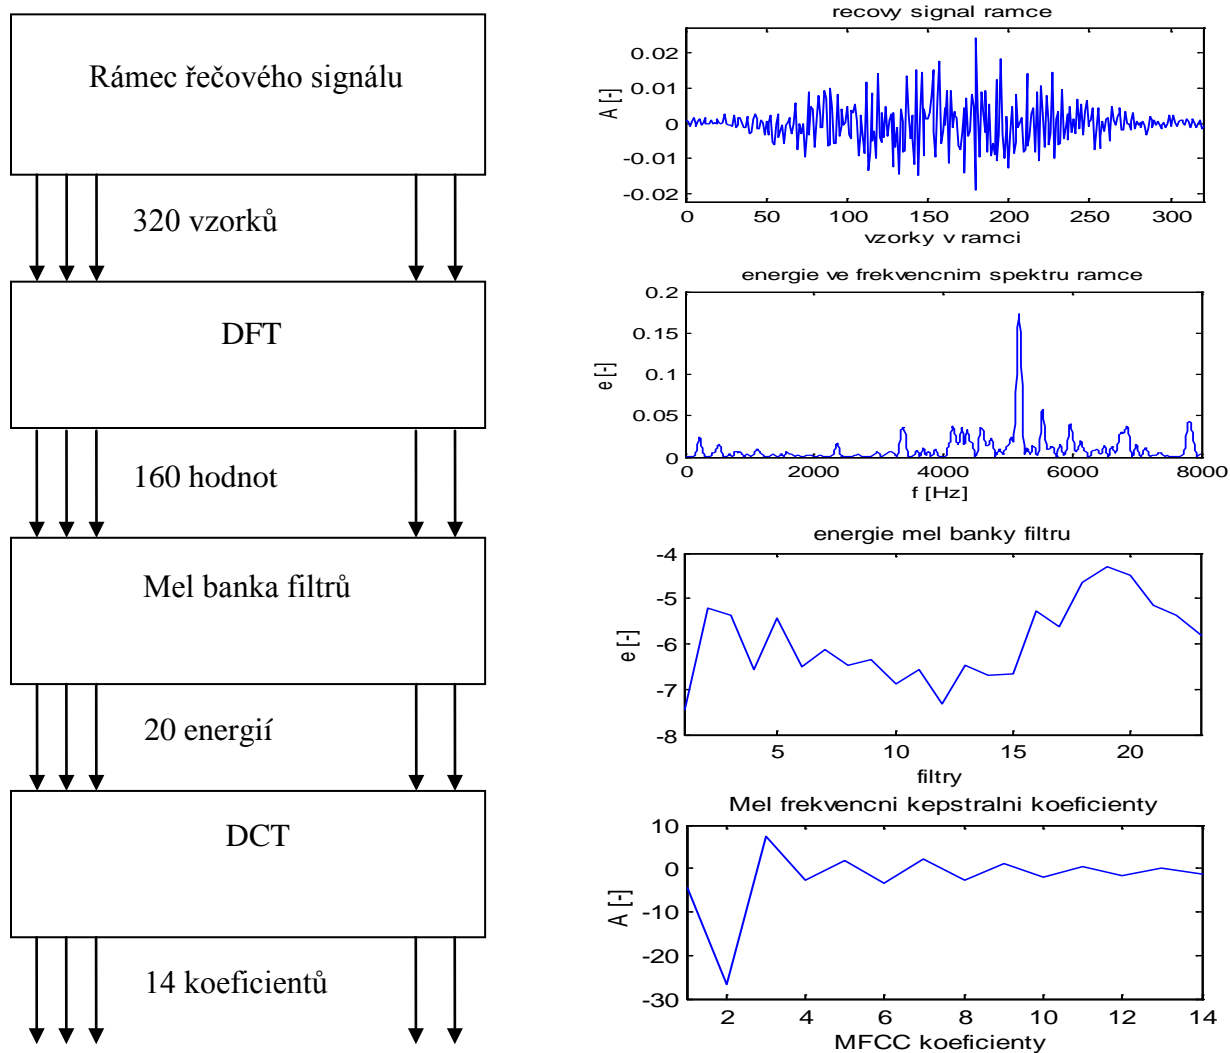 Rámec řečového signálu
320 vzorků
DFT
160 hodnot
Mel banka filtrů
20 energií
DCT
14 koeficientů
recovy signal ramce
0.02
0.01
0
-0.01
-0.02
A [-]
0 50 100 150 200 250 300
vzorky v ramci
energie ve frekvencnim spektru ramce
0.2
0.15
0.1
0.05
0
e [-]
0 2000 4000 6000 8000
f [Hz]
energie mel banky filtru
-4
-5
-6
-7
-8
e [-]
5 10 15 20
filtry
Mel frekvencni kepstralni koeficienty
10
0
-10
-20
-30
A [-]
2 4 6 8 10 12 14
MFCC koeficienty